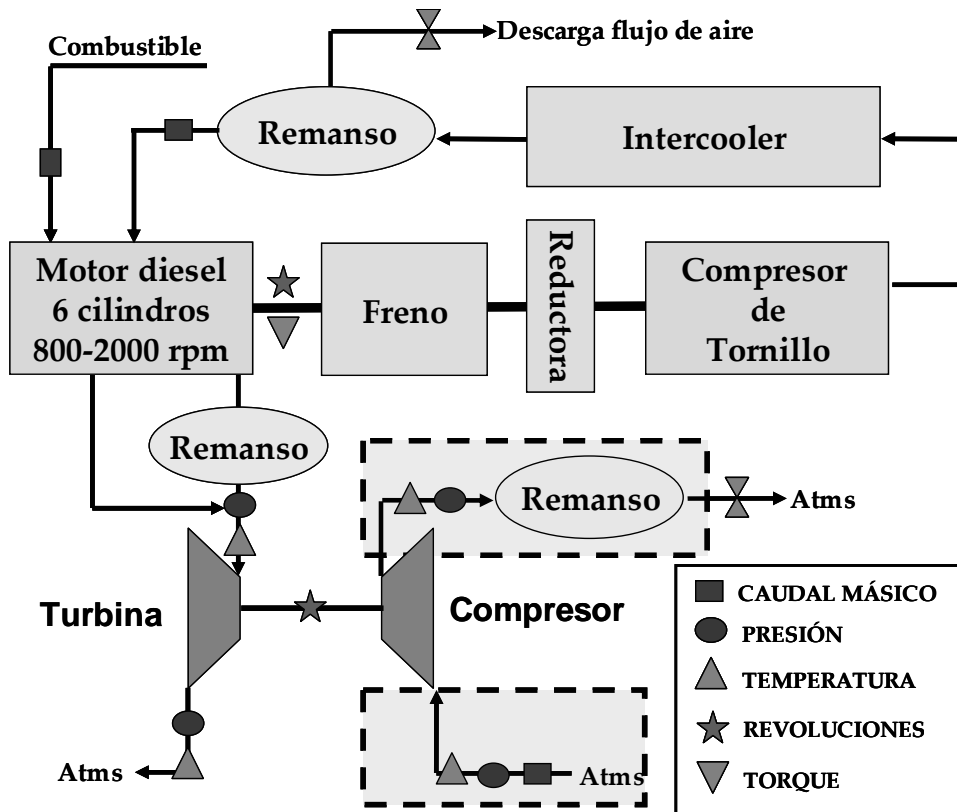 Descarga flujo de aire
Combustible
Remanso
Intercooler
Motor diesel
6 cilindros
800-2000 rpm
Freno
Reductora
Compresor
de
Tornillo
Remanso
Remanso
Atms
Turbina
Compresor
Atms
Atms
CAUDAL MÁSICO
PRESIÓN
TEMPERATURA
REVOLUCIONES
TORQUE